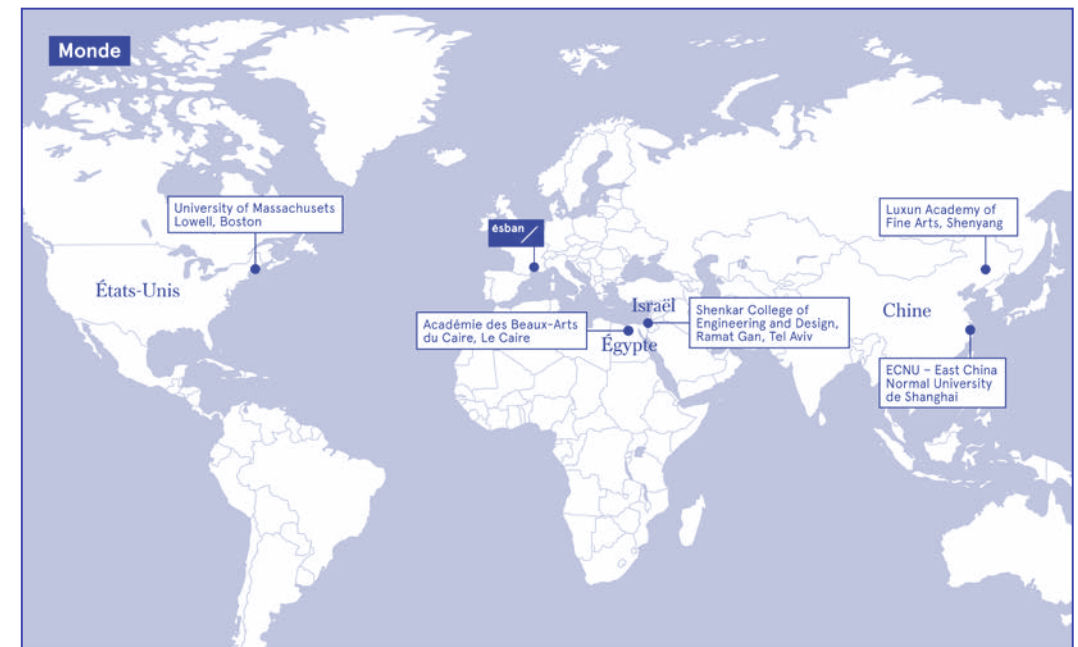 Monde
University of Massachusets
Lowell, Boston
États-Unis
ésban
Luxun Academy of
Fine Arts, Shenyang
Israël
Chine
Académie des Beaux-Arts
du Caire, Le Caire
Égypte
Shenkar College of
Engineering and Design,
Ramat Gan, Tel Aviv
ECNU – East China
Normal University
de Shanghai